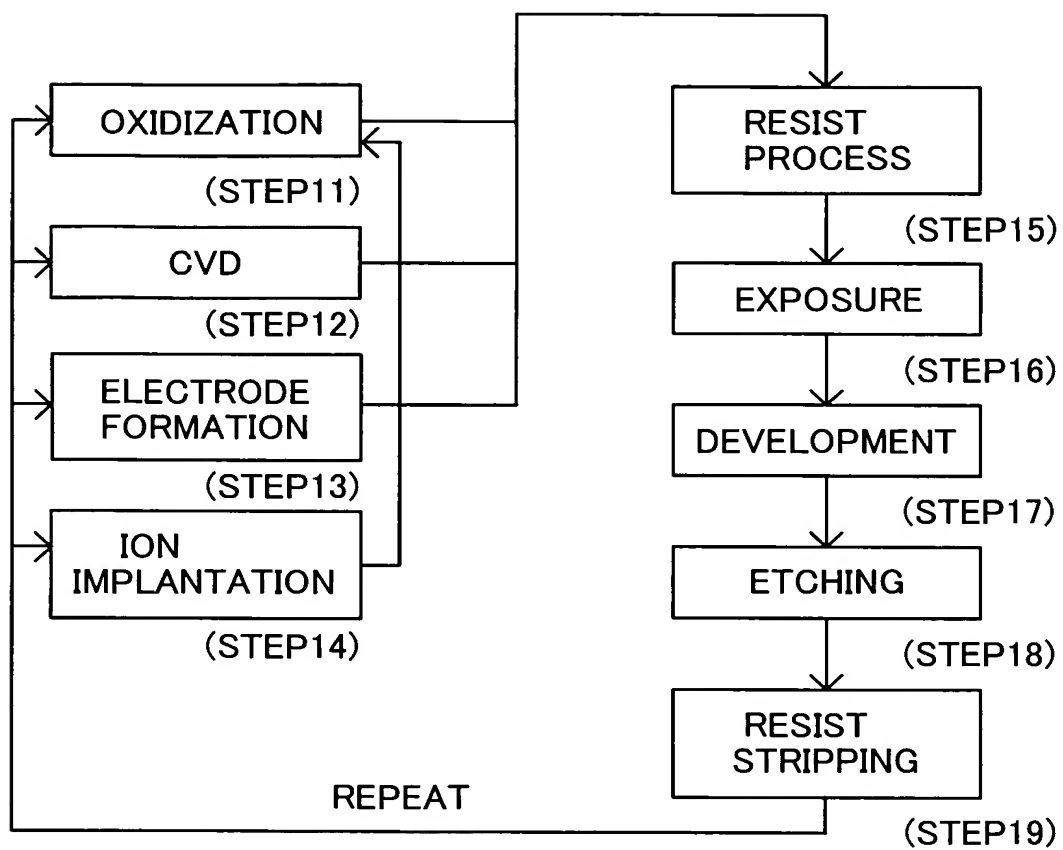 OXIDIZATION
(STEP11)
CVD
(STEP12)
ELECTRODE
FORMATION
(STEP13)
ION
IMPLANTATION
(STEP14)
RESIST
PROCESS
(STEP15)
EXPOSURE
(STEP16)
DEVELOPMENT
(STEP17)
ETCHING
(STEP18)
RESIST
STRIPPING
(STEP19)
REPEAT